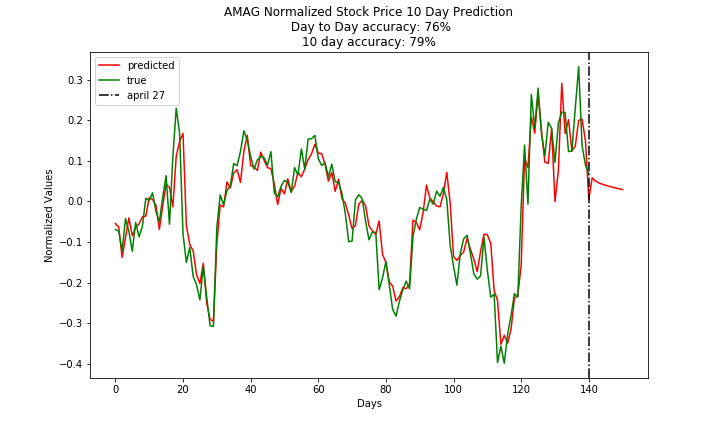 AMAG Normalized Stock Price 10 Day Prediction
Day to Day accuracy: 76%
10 day accuracy: 79%
predicted
true
april 27
0.3
0.2
0.1
0.0
−0.1
−0.2
−0.3
−0.4
Normalized Values
0 20 40 60 80 100 120 140
Days